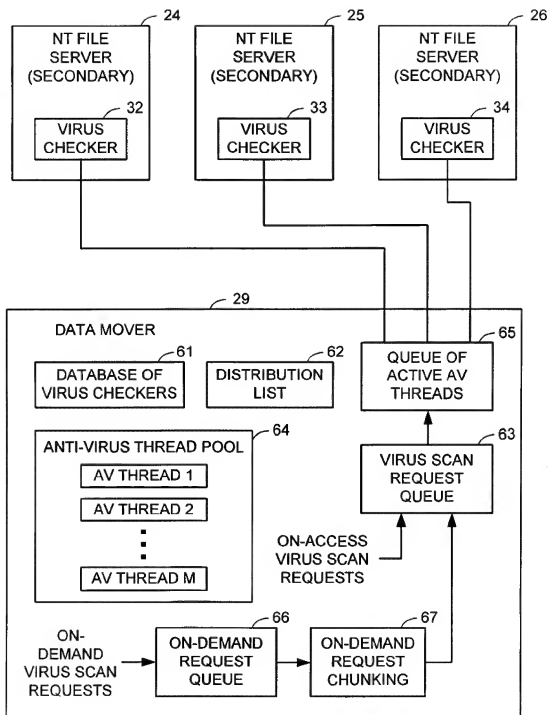 24
25
26
NT FILE
SERVER
(SECONDARY)
NT FILE
SERVER
(SECONDARY)
NT FILE
SERVER
(SECONDARY)
32
33
34
VIRUS
CHECKER
VIRUS
CHECKER
VIRUS
CHECKER
29
DATA MOVER
61
DATABASE OF
VIRUS CHECKERS
62
DISTRIBUTION
LIST
65
QUEUE OF
ACTIVE AV
THREADS
64
ANTI-VIRUS THREAD POOL
AV THREAD 1
AV THREAD 2
AV THREAD M
63
VIRUS SCAN
REQUEST
QUEUE
ON-ACCESS
VIRUS SCAN
REQUESTS
ON-
DEMAND
VIRUS SCAN
REQUESTS
66
ON-DEMAND
REQUEST
QUEUE
67
ON-DEMAND
REQUEST
CHUNKING